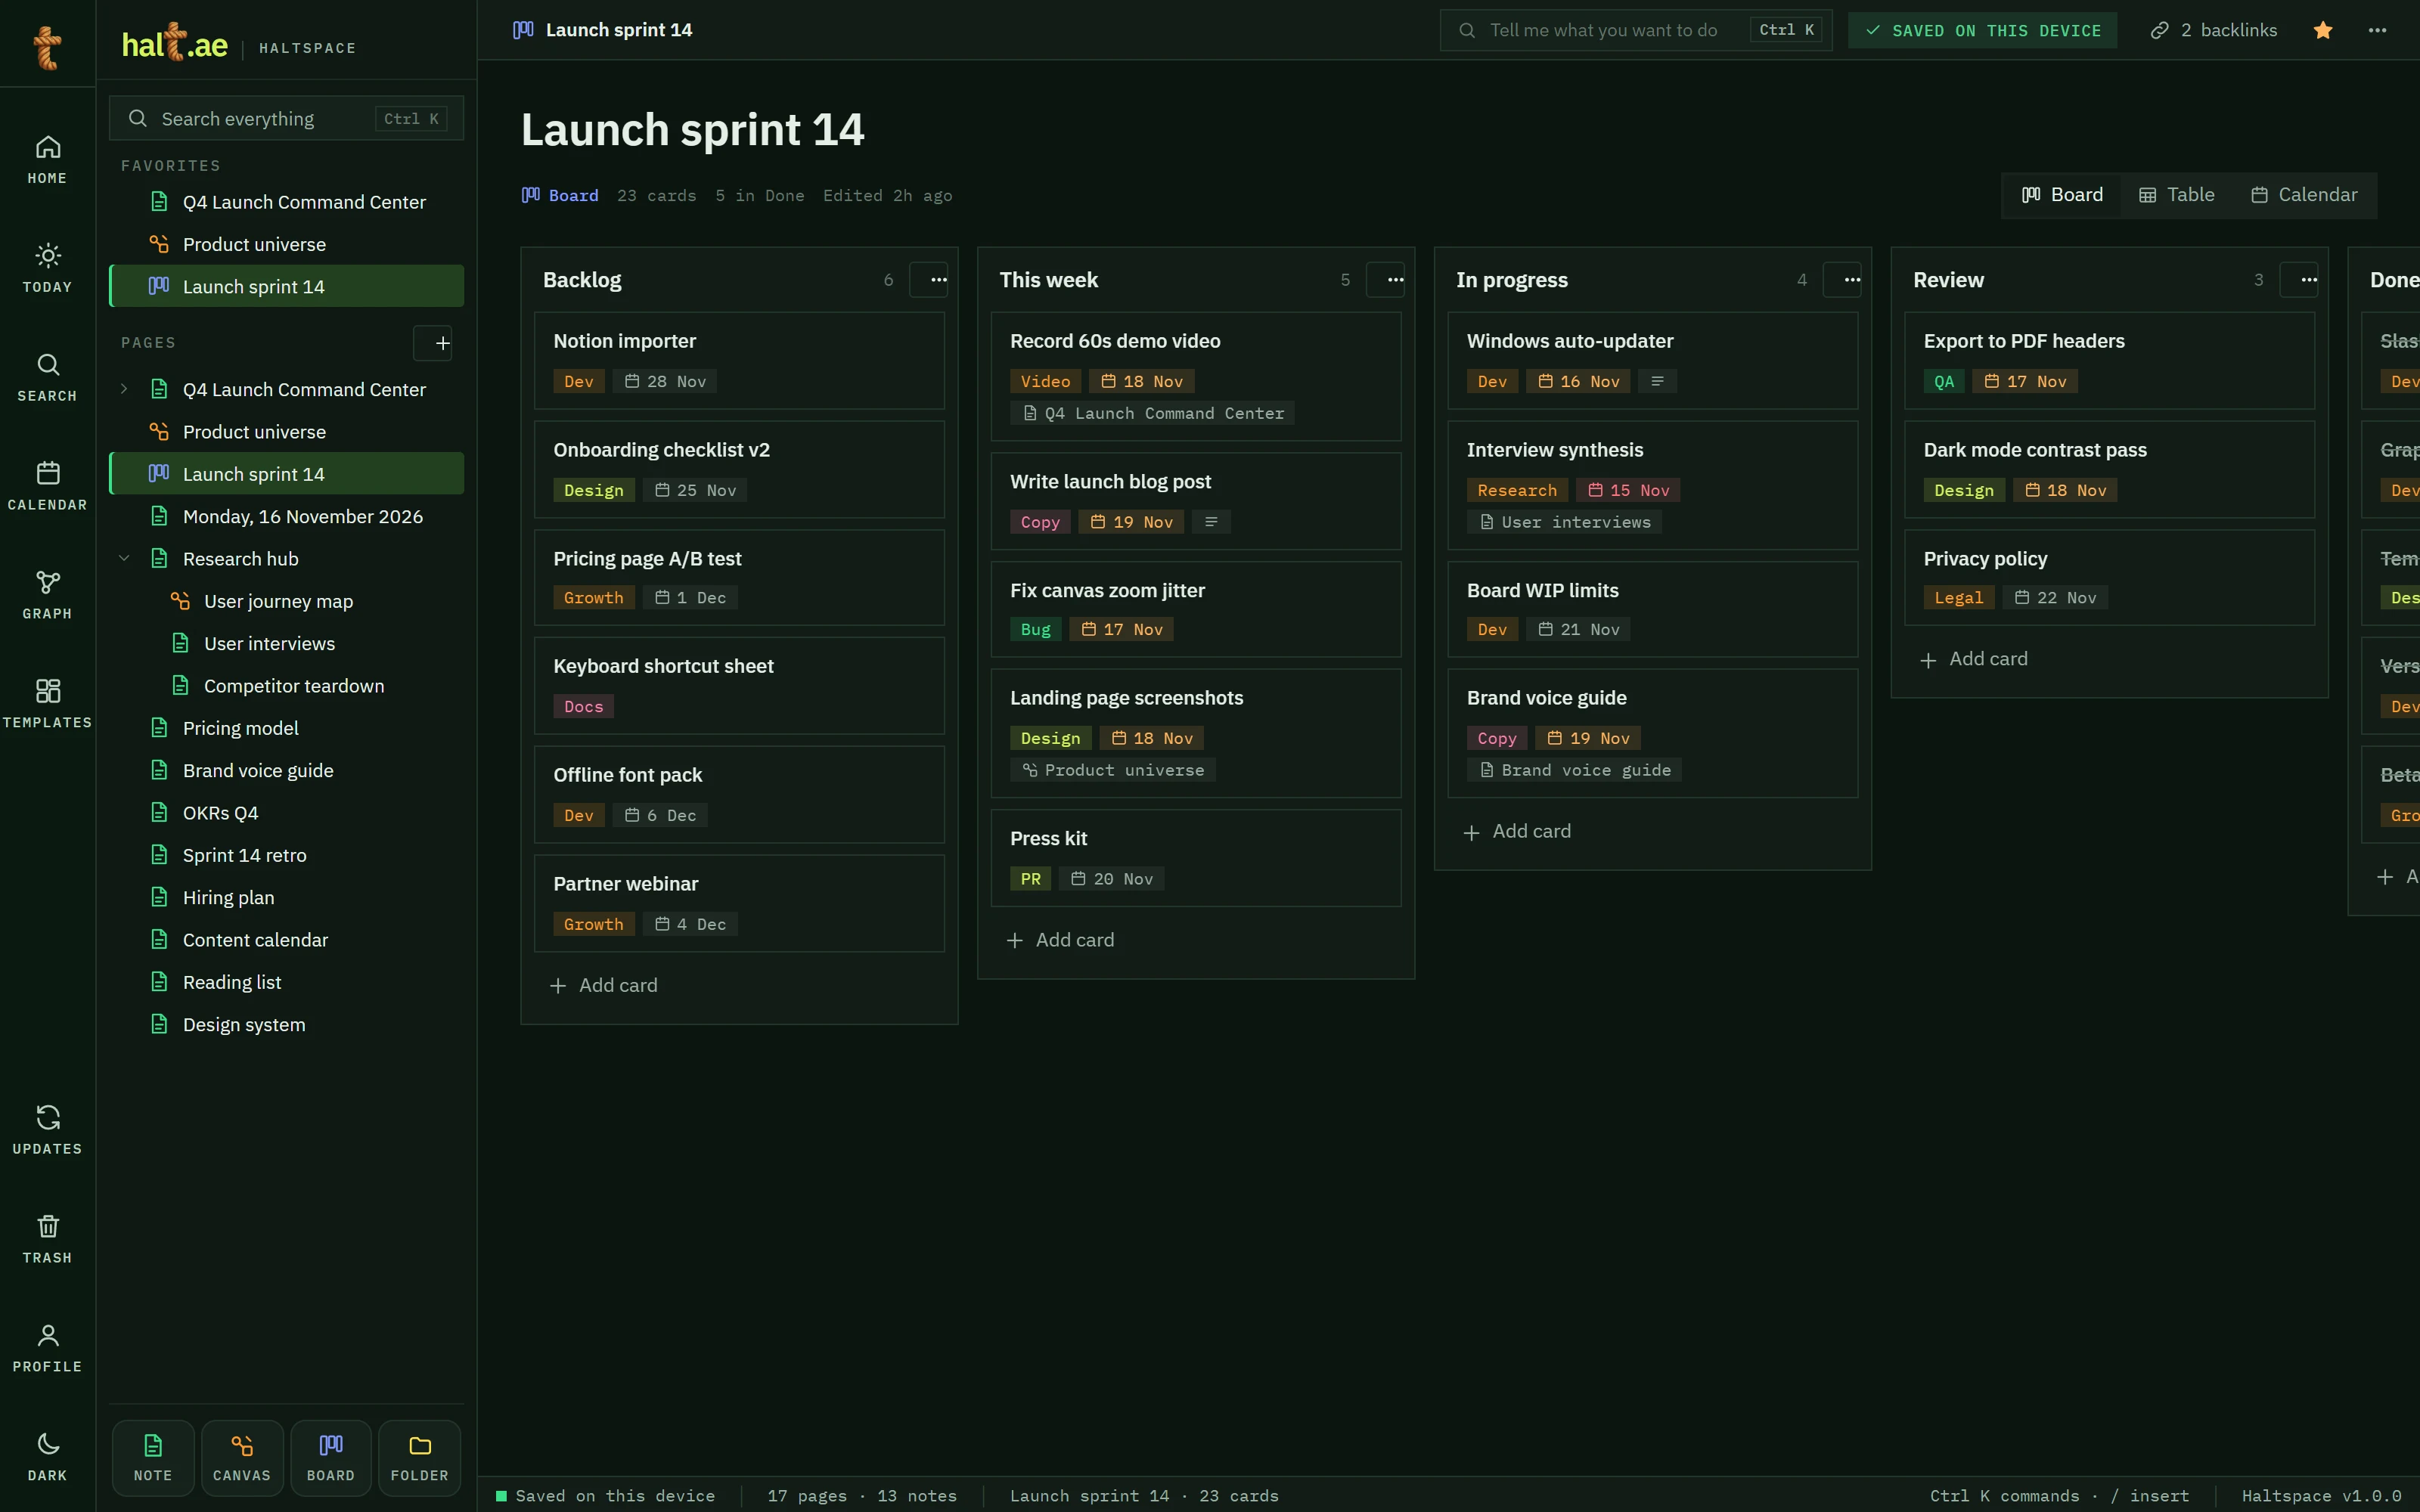 halt.ae | HALTSPACE
Search everything Ctrl K
HOME
TODAY
SEARCH
CALENDAR
GRAPH
TEMPLATES
UPDATES
TRASH
PROFILE
DARK
FAVORITES
Q4 Launch Command Center
Product universe
Launch sprint 14
PAGES
Q4 Launch Command Center
Product universe
Launch sprint 14
Monday, 16 November 2026
Research hub
User journey map
User interviews
Competitor teardown
Pricing model
Brand voice guide
OKRs Q4
Sprint 14 retro
Hiring plan
Content calendar
Reading list
Design system
NOTE
CANVAS
BOARD
FOLDER
Launch sprint 14
Tell me what you want to do Ctrl K
SAVED ON THIS DEVICE
2 backlinks
Launch sprint 14
Board 23 cards 5 in Done Edited 2h ago
Board Table Calendar
Backlog 6
Notion importer
Dev 28 Nov
Onboarding checklist v2
Design 25 Nov
Pricing page A/B test
Growth 1 Dec
Keyboard shortcut sheet
Docs
Offline font pack
Dev 6 Dec
Partner webinar
Growth 4 Dec
Add card
This week 5
Record 60s demo video
Video 18 Nov
Q4 Launch Command Center
Write launch blog post
Copy 19 Nov
Fix canvas zoom jitter
Bug 17 Nov
Landing page screenshots
Design 18 Nov
Product universe
Press kit
PR 20 Nov
Add card
In progress 4
Windows auto-updater
Dev 16 Nov
Interview synthesis
Research 15 Nov
User interviews
Board WIP limits
Dev 21 Nov
Brand voice guide
Copy 19 Nov
Brand voice guide
Add card
Review 3
Export to PDF headers
QA 17 Nov
Dark mode contrast pass
Design 18 Nov
Privacy policy
Legal 22 Nov
Add card
Done
Dev
Dev
Dev
Saved on this device
17 pages · 13 notes
Launch sprint 14 · 23 cards
Ctrl K commands · / insert
Haltspace v1.0.0